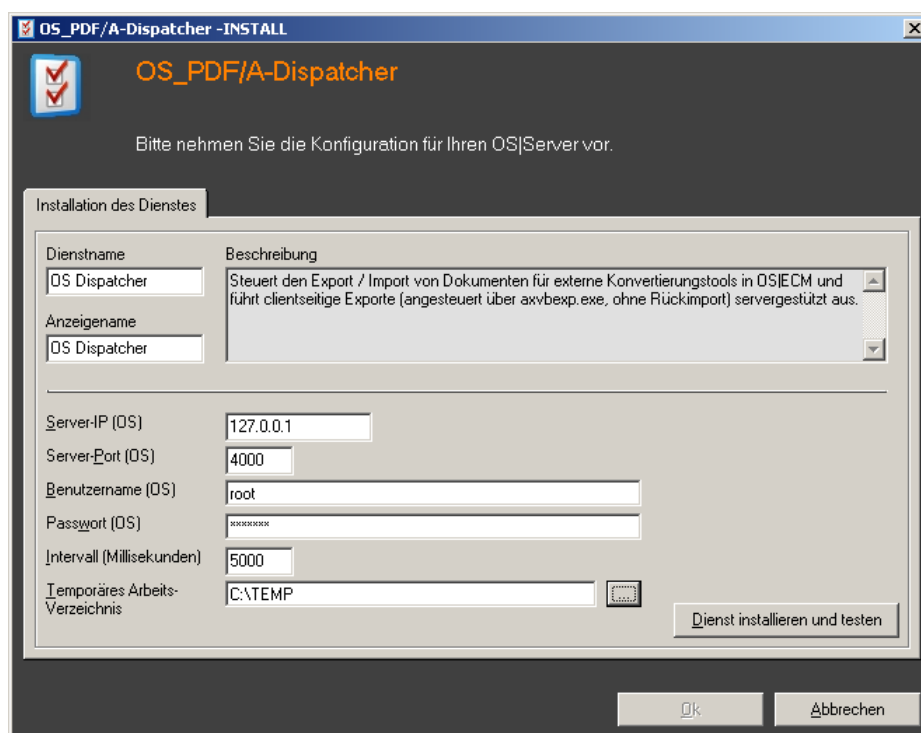 OS_PDF/A-Dispatcher -INSTALL
OS_PDF/A-Dispatcher
Bitte nehmen Sie die Konfiguration für Ihren OS|Server vor.
Installation des Dienstes
Dienstname
Beschreibung
OS Dispatcher
Steuert den Export / Import von Dokumenten für externe Konvertierungstools in OS|ECM und
führt clientseitige Exporte (angesteuert über axvbexp.exe, ohne Rückimport) servergestützt aus.
Anzeigename
OS Dispatcher
Server-IP (OS)
127.0.0.1
Server-Port (OS)
4000
Benutzername (OS)
root
Passwort (OS)
*******
Intervall (Millisekunden)
5000
Temporäres Arbeits-
Verzeichnis
C:\TEMP
...
Dienst installieren und testen
Ok
Abbrechen